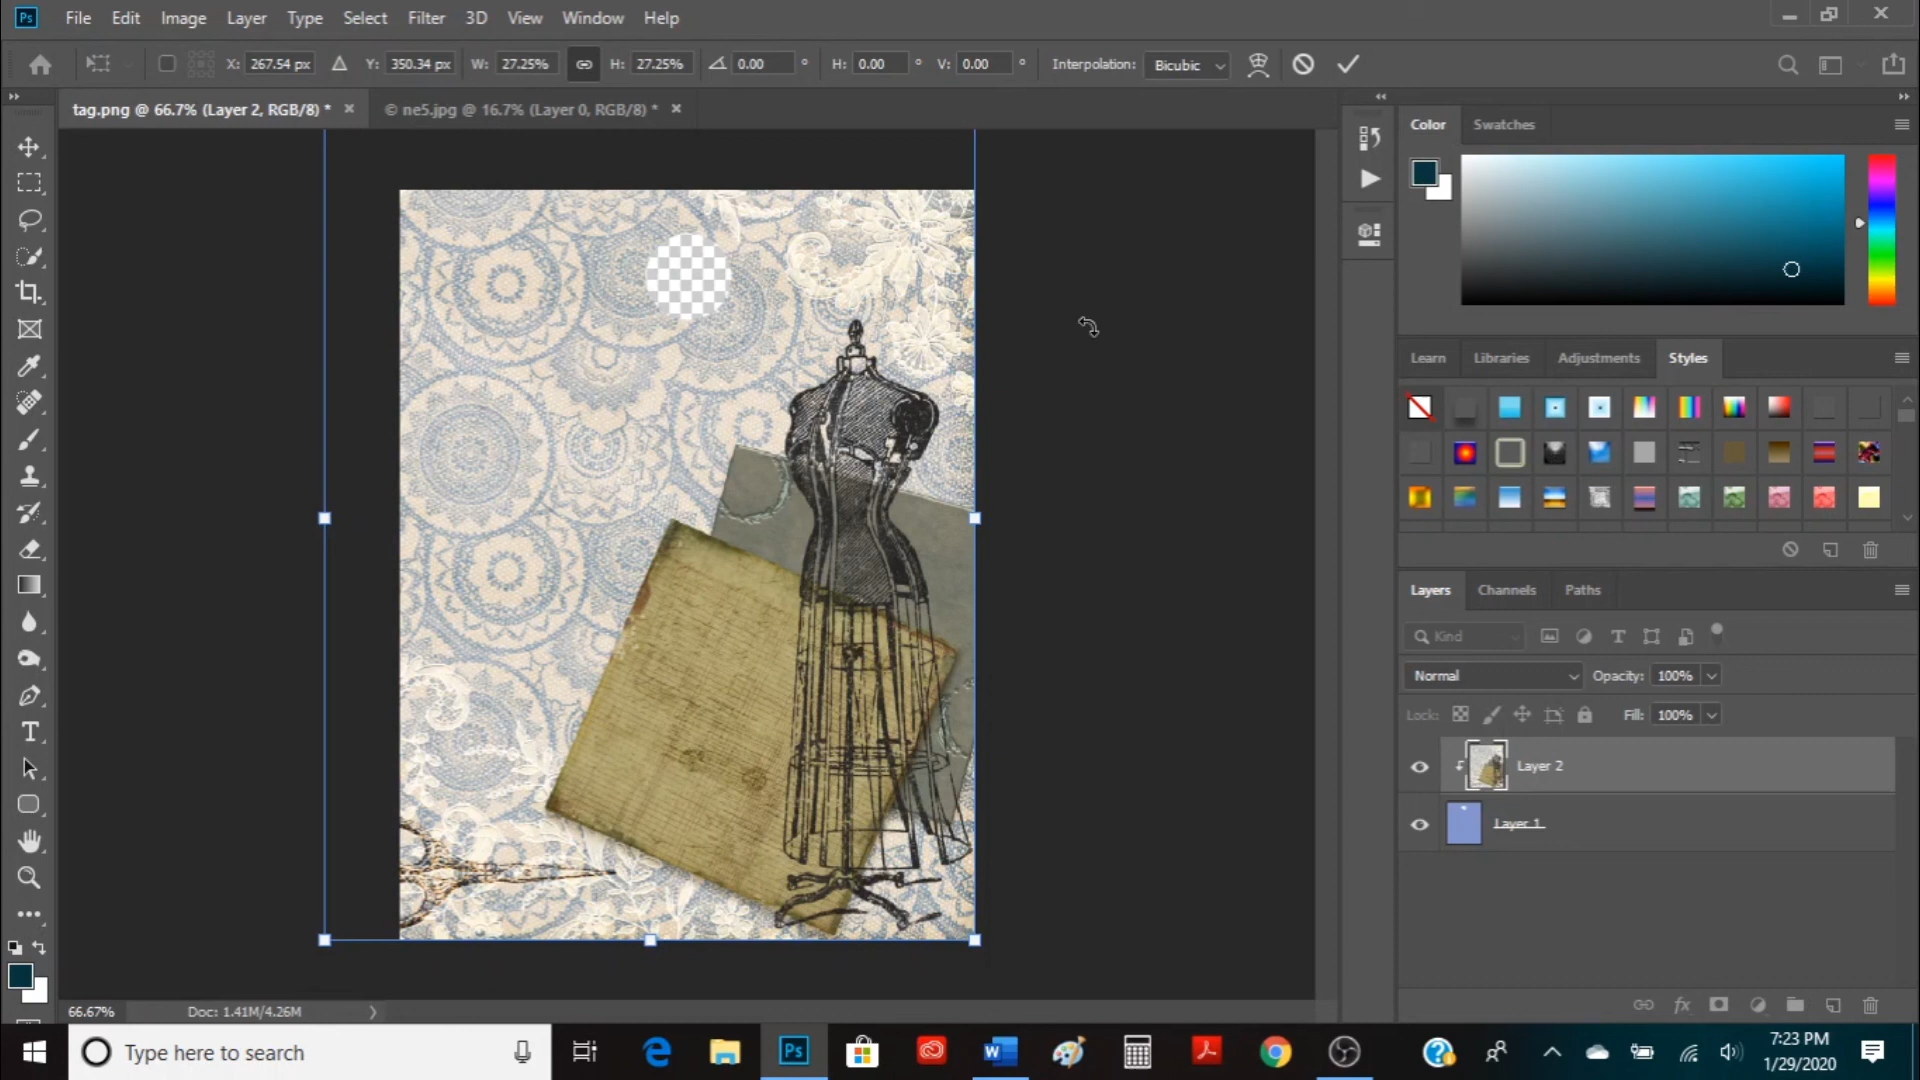 Ps File Edit Image Layer Type Select Filter 3D View Window Help
X: 267.54 px Y: 350.34 px W: 27.25% H: 27.25% 0.00 ° H: 0.00 ° V: 0.00 ° Interpolation: Bicubic
tag.png @ 66.7% (Layer 2, RGB/8) * × © ne5.jpg @ 16.7% (Layer 0, RGB/8) * ×
Color Swatches
Learn Libraries Adjustments Styles
Layers Channels Paths
Kind
Normal Opacity: 100%
Lock: Fill: 100%
Layer 2
Layer 1
66.67% Doc: 1.41M/4.26M
Type here to search
7:23 PM
1/29/2020